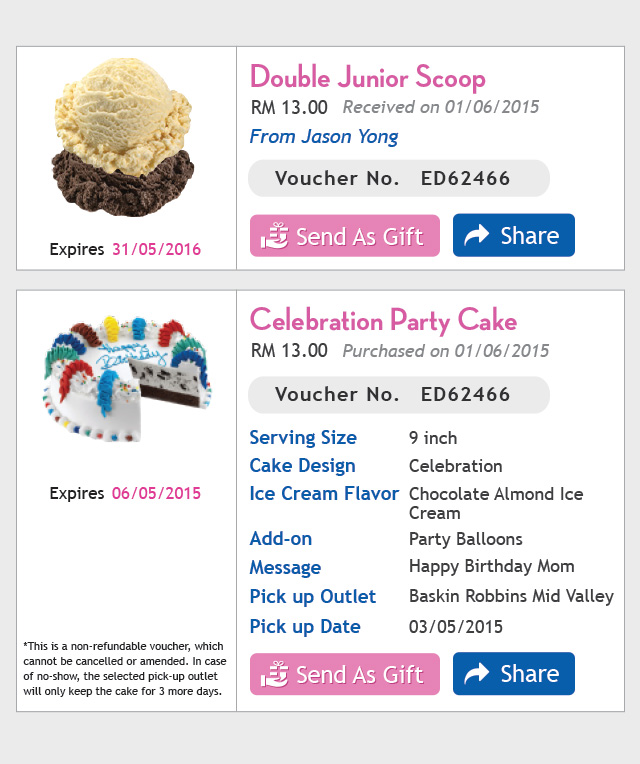 Double Junior Scoop
RM 13.00 Received on 01/06/2015
From Jason Yong
Voucher No. ED62466
Send As Gift Share
Expires 31/05/2016
Celebration Party Cake
RM 13.00 Purchased on 01/06/2015
Voucher No. ED62466
Serving Size 9 inch
Cake Design Celebration
Ice Cream Flavor Chocolate Almond Ice
Cream
Add-on Party Balloons
Message Happy Birthday Mom
Pick up Outlet Baskin Robbins Mid Valley
Pick up Date 03/05/2015
Send As Gift Share
Expires 06/05/2015
*This is a non-refundable voucher, which
cannot be cancelled or amended. In case
of no-show, the selected pick-up outlet
will only keep the cake for 3 more days.